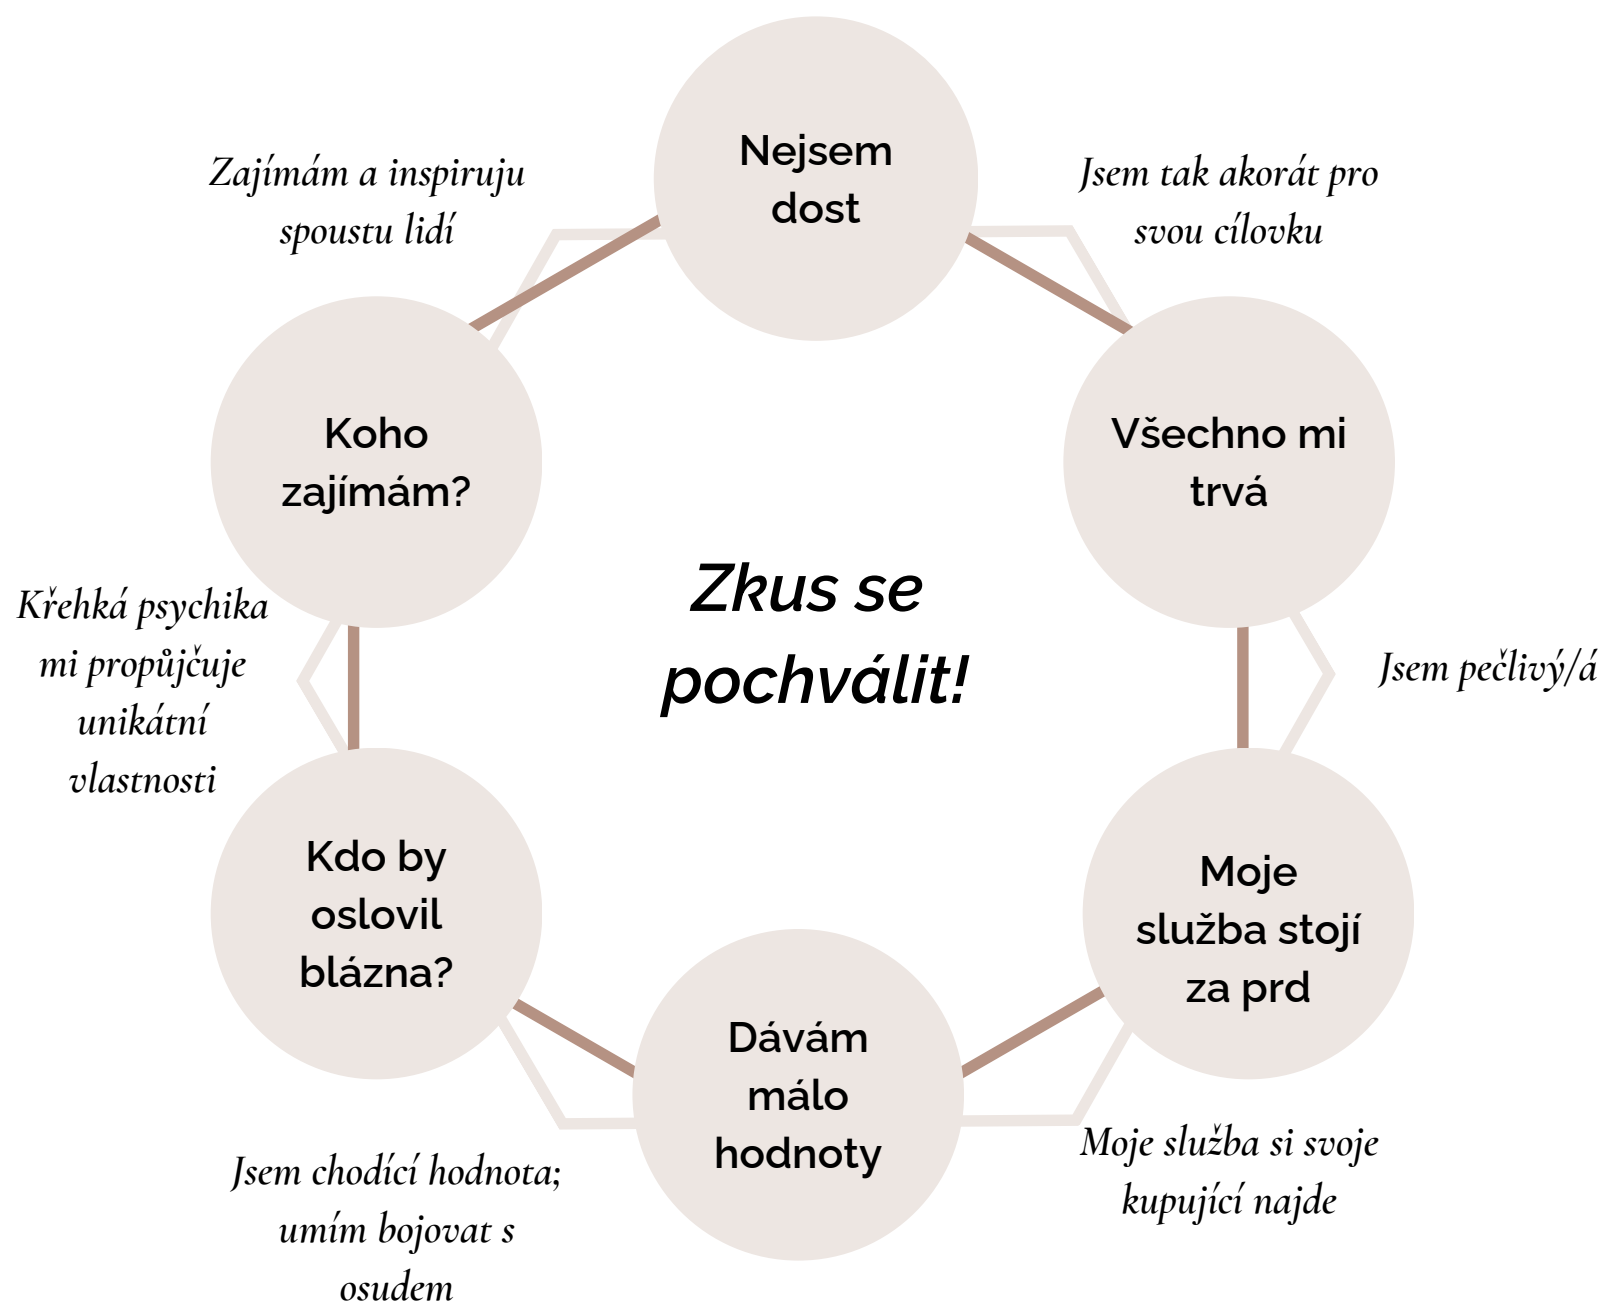 Nejsem
dost
Zajímám a inspiruju
spoustu lidí
Jsem tak akorát pro
svou cílovku
Koho
zajímám?
Všechno mi
trvá
Zkus se
pochválit!
Křehká psychika
mi propůjčuje
unikátní
vlastnosti
Jsem pečlivý/á
Kdo by
oslovil
blázna?
Moje
služba stojí
za prd
Dávám
málo
hodnoty
Jsem chodící hodnota;
umím bojovat s
osudem
Moje služba si svoje
kupující najde